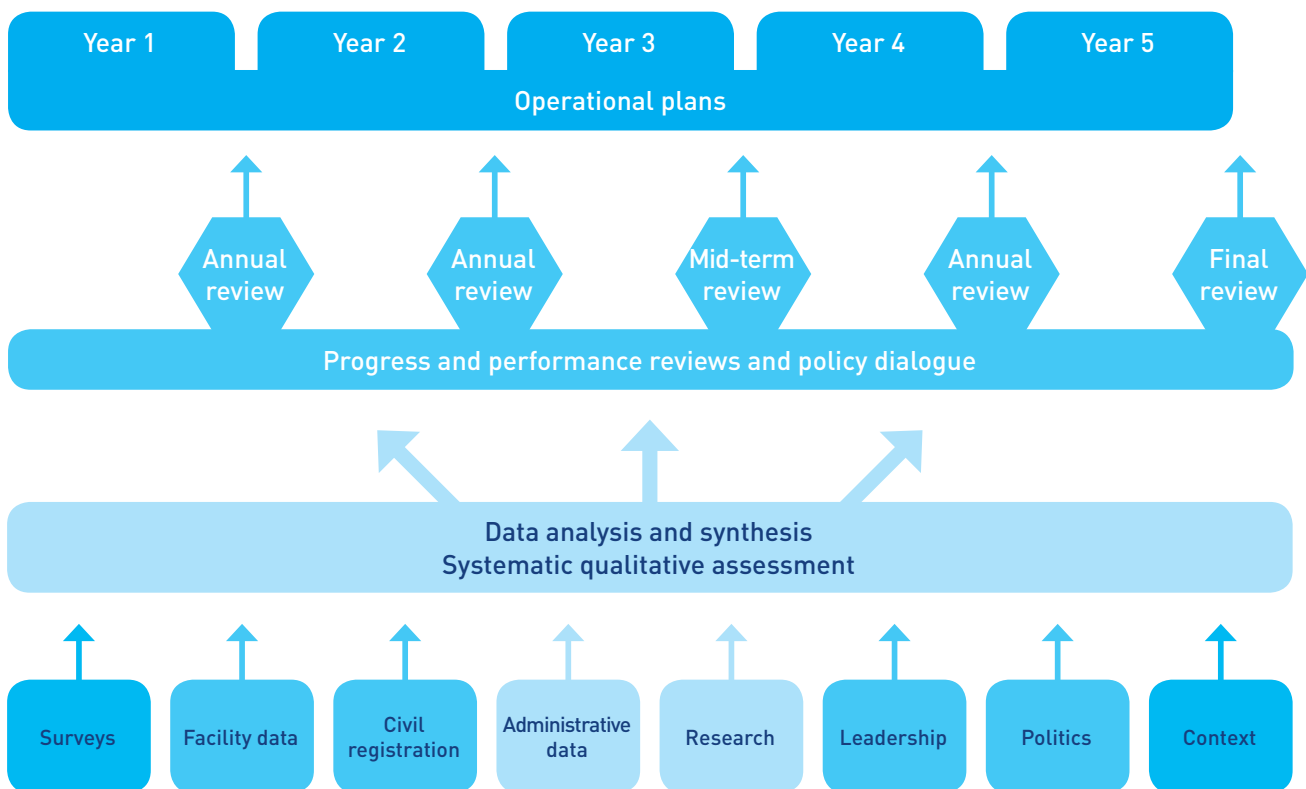 Year 1
Year 2
Year 3
Year 4
Year 5
Operational plans
Annual
review
Annual
review
Mid-term
review
Annual
review
Final
review
Progress and performance reviews and policy dialogue
Data analysis and synthesis
Systematic qualitative assessment
Surveys
Facility data
Civil
registration
Administrative
data
Research
Leadership
Politics
Context